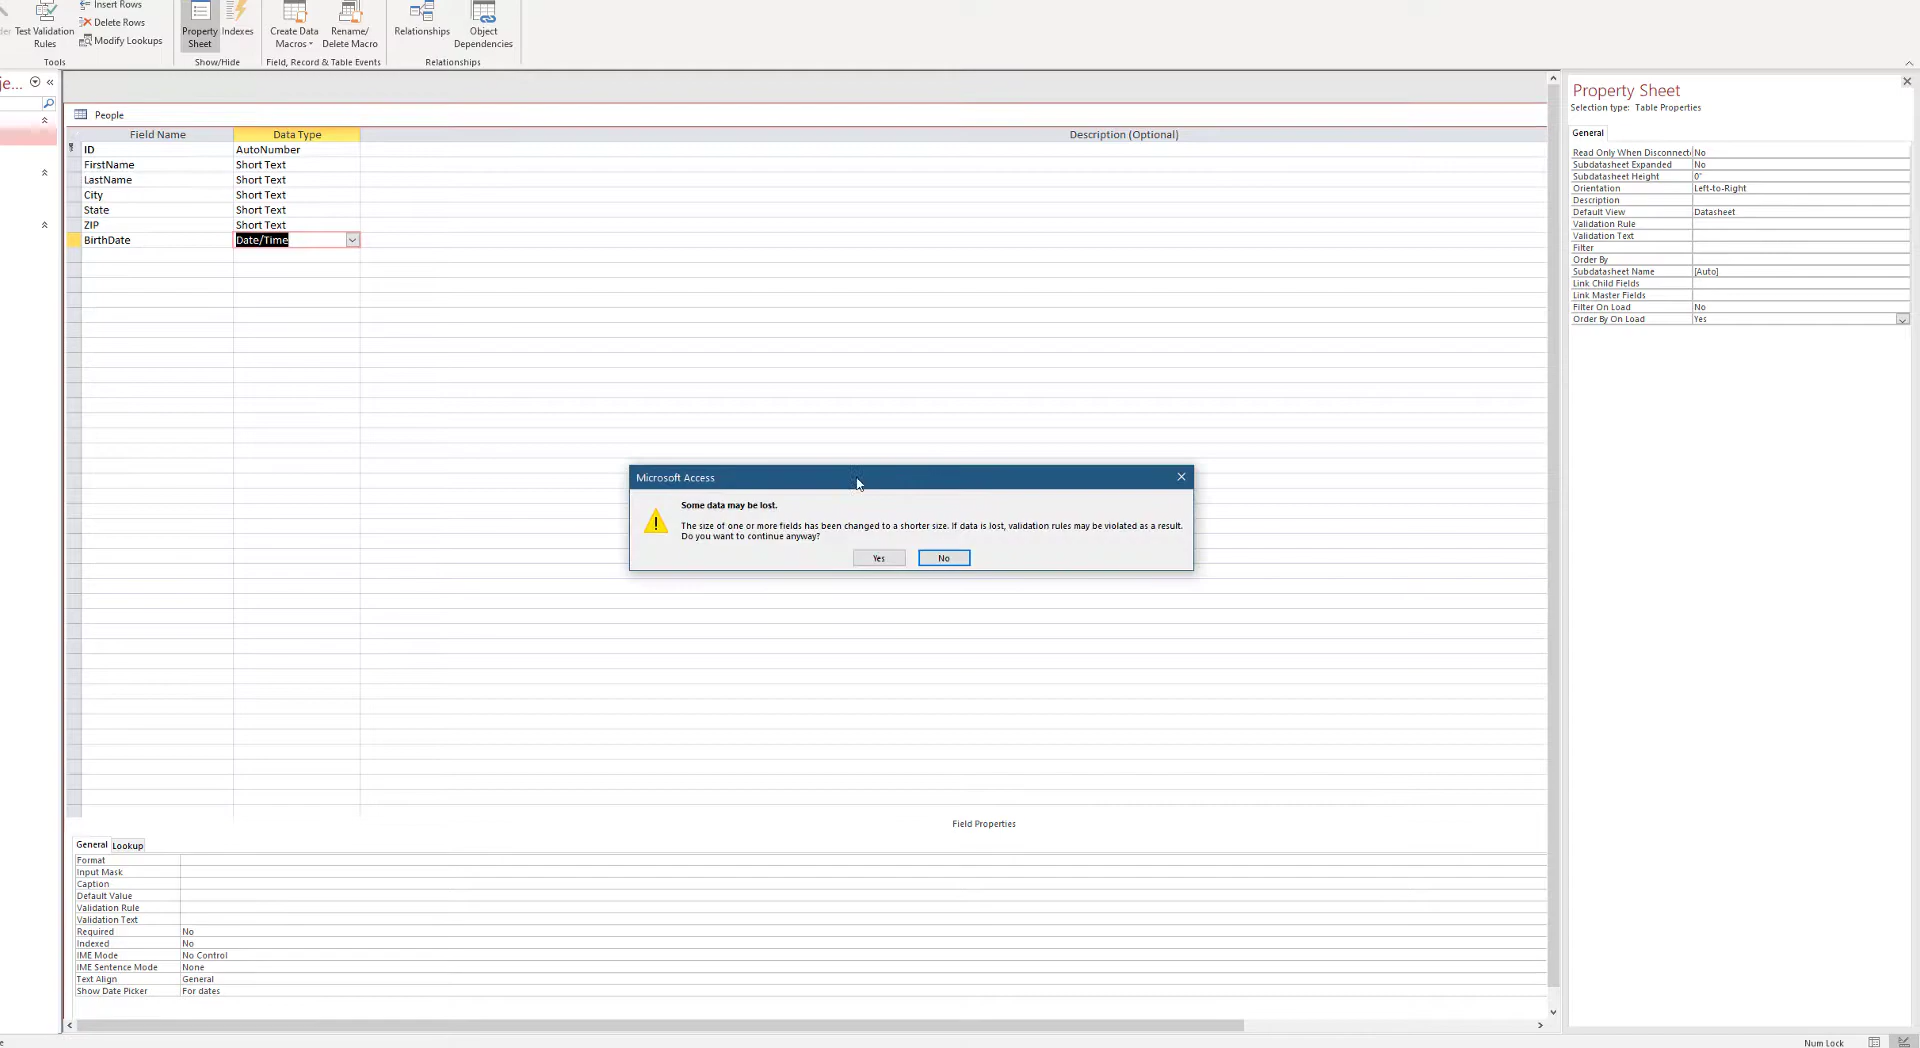 Insert Rows
Delete Rows
Modify Lookups
Test Validation
Rules
Tools
Property
Sheet
Indexes
Show/Hide
Create Data
Macros
Rename/
Delete Macro
Field, Record & Table Events
Relationships
Object
Dependencies
Relationships
People
Field Name Data Type Description (Optional)
ID AutoNumber
FirstName Short Text
LastName Short Text
City Short Text
State Short Text
ZIP Short Text
BirthDate Date/Time
Microsoft Access
Some data may be lost.
The size of one or more fields has been changed to a shorter size. If data is lost, validation rules may be violated as a result.
Do you want to continue anyway?
Yes No
Field Properties
General Lookup
Format
Input Mask
Caption
Default Value
Validation Rule
Validation Text
Required No
Indexed No
IME Mode No Control
IME Sentence Mode None
Text Align General
Show Date Picker For dates
Property Sheet
Selection type: Table Properties
General
Read Only When Disconnect No
Subdatasheet Expanded No
Subdatasheet Height 0"
Orientation Left-to-Right
Description
Default View Datasheet
Validation Rule
Validation Text
Filter
Order By
Subdatasheet Name [Auto]
Link Child Fields
Link Master Fields
Filter On Load No
Order By On Load Yes
Num Lock